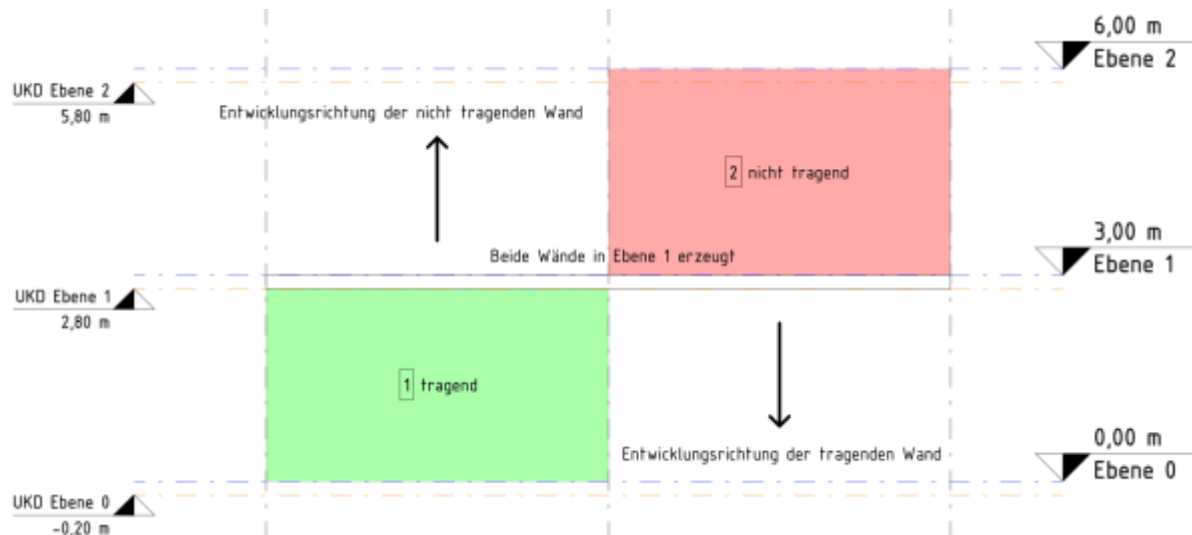 6,00 m
Ebene 2
UKD Ebene 2
5,80 m
Entwicklungsrichtung der nicht tragenden Wand
2 nicht tragend
3,00 m
Beide Wände in Ebene 1 erzeugt
Ebene 1
UKD Ebene 1
2,80 m
1 tragend
0,00 m
Entwicklungsrichtung der tragenden Wand
Ebene 0
UKD Ebene 0
-0,20 m